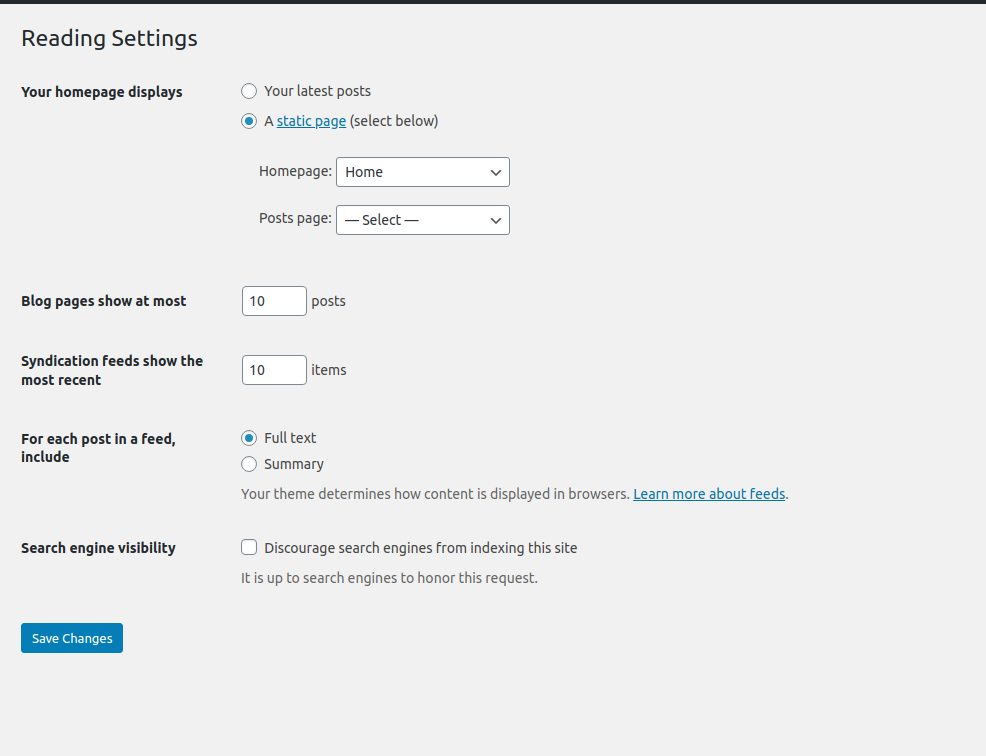 Reading Settings
Your homepage displays
Your latest posts
A static page (select below)
Homepage: Home
Posts page: — Select —
Blog pages show at most 10 posts
Syndication feeds show the
most recent
10 items
For each post in a feed,
include
Full text
Summary
Your theme determines how content is displayed in browsers. Learn more about feeds.
Search engine visibility
Discourage search engines from indexing this site
It is up to search engines to honor this request.
Save Changes